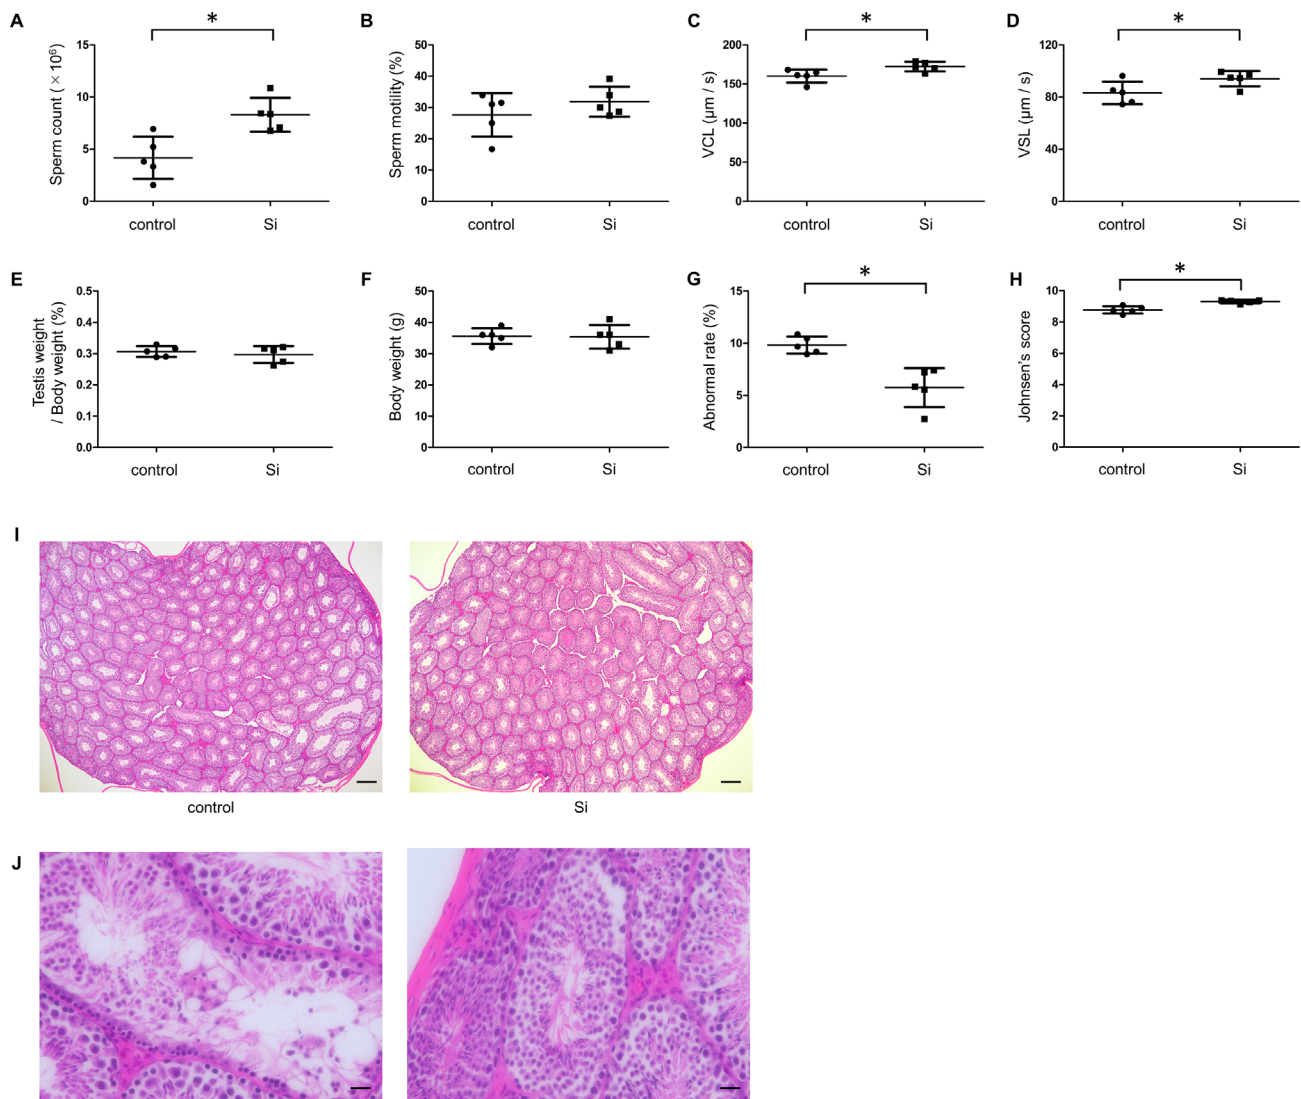 A
*
Sperm count ( × 10⁶)
15
10
5
0
control
Si
B
Sperm motility (%)
50
40
30
20
10
0
control
Si
C
*
VCL (µm / s)
200
150
100
50
0
control
Si
D
*
VSL (µm / s)
120
80
40
0
control
Si
E
Testis weight
/ Body weight (%)
0.5
0.4
0.3
0.2
0.1
0.0
control
Si
F
Body weight (g)
50
40
30
20
10
0
control
Si
G
*
Abnormal rate (%)
15
10
5
0
control
Si
H
*
Johnsen's score
10
8
6
4
2
0
control
Si
I
control
Si
J